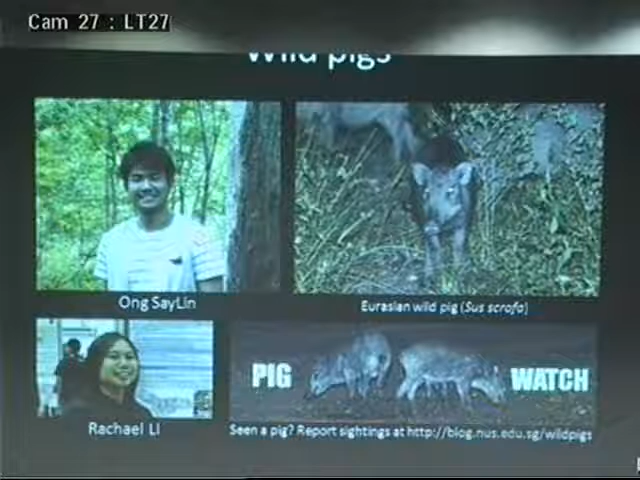 Cam 27 : LT27
Wild pigs
Ong SayLin
Eurasian wild pig (Sus scrofa)
PIG WATCH
Rachael LI
Seen a pig? Report sightings at http://blog.nus.edu.sg/wildpigs